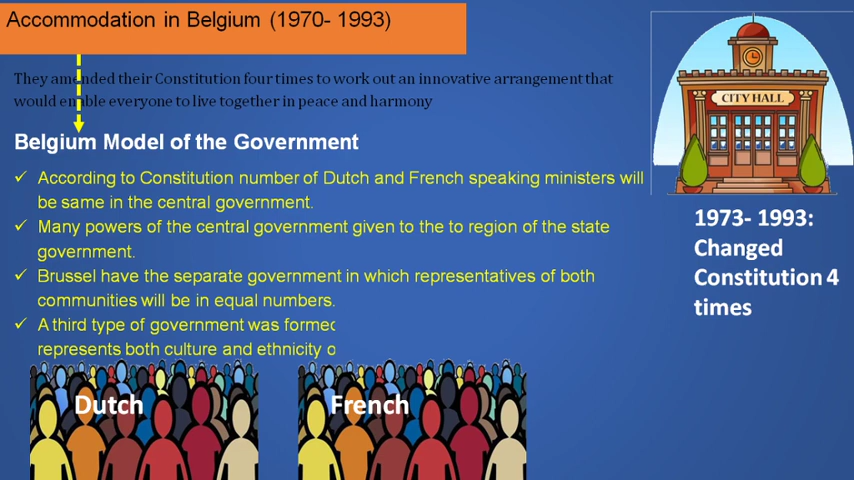 Accommodation in Belgium (1970- 1993)
They amended their Constitution four times to work out an innovative arrangement that
would enable everyone to live together in peace and harmony
Belgium Model of the Government
✓ According to Constitution number of Dutch and French speaking ministers will
be same in the central government.
✓ Many powers of the central government given to the to region of the state
government.
✓ Brussel have the separate government in which representatives of both
communities will be in equal numbers.
✓ A third type of government was formed
represents both culture and ethnicity o
Dutch
French
CITY HALL
1973- 1993:
Changed
Constitution 4
times